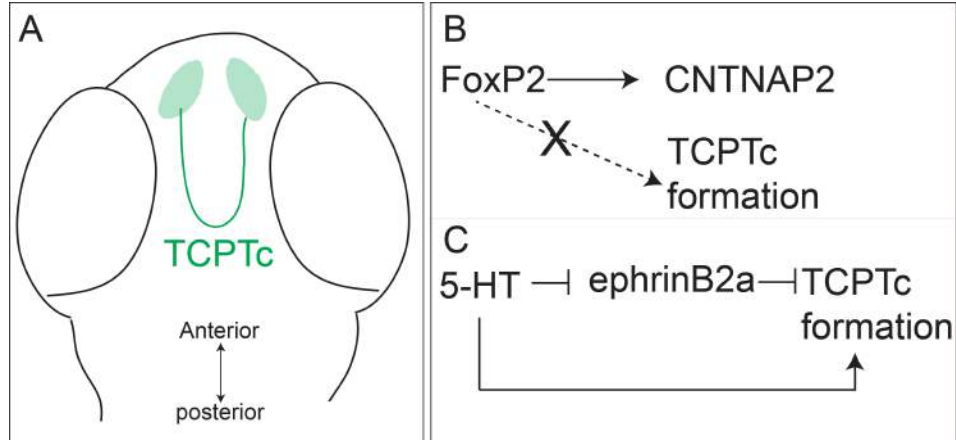 A
TCPTc
Anterior
posterior
B
FoxP2
CNTNAP2
X
TCPTc
formation
C
5-HT
ephrinB2a
TCPTc
formation